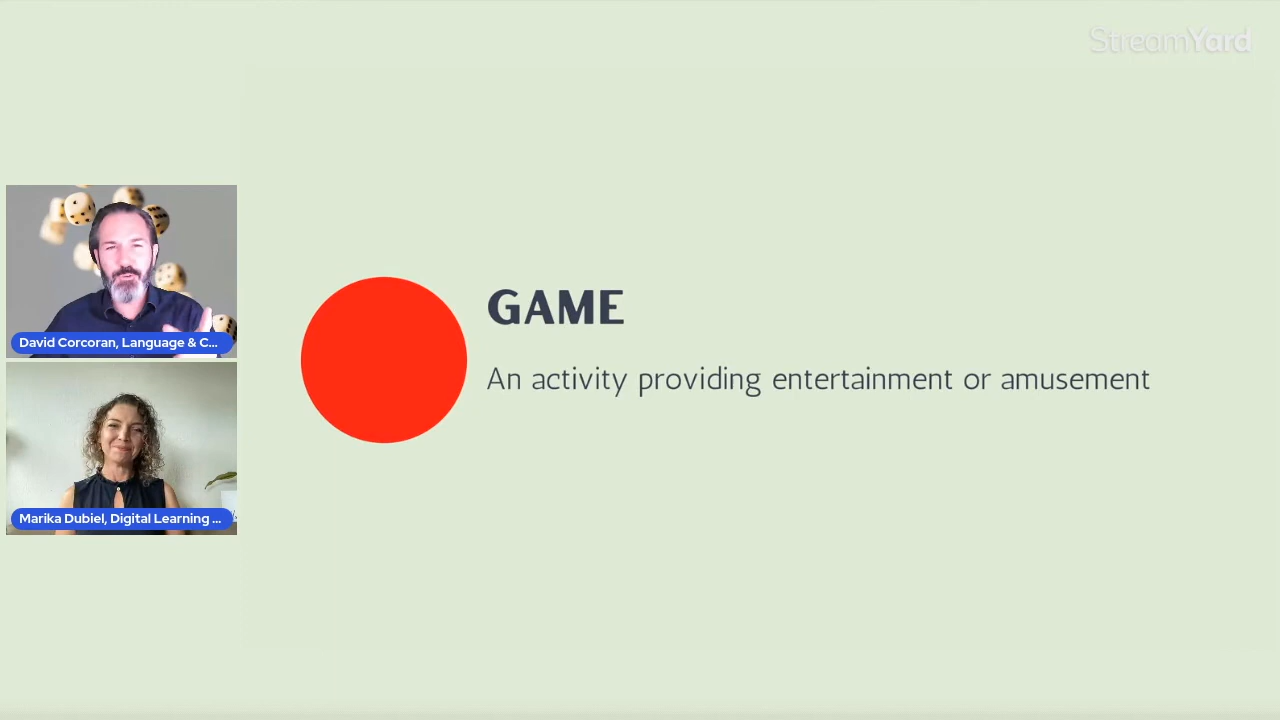 StreamYard
David Corcoran, Language & C...
Marika Dubiel, Digital Learning ...
GAME
An activity providing entertainment or amusement